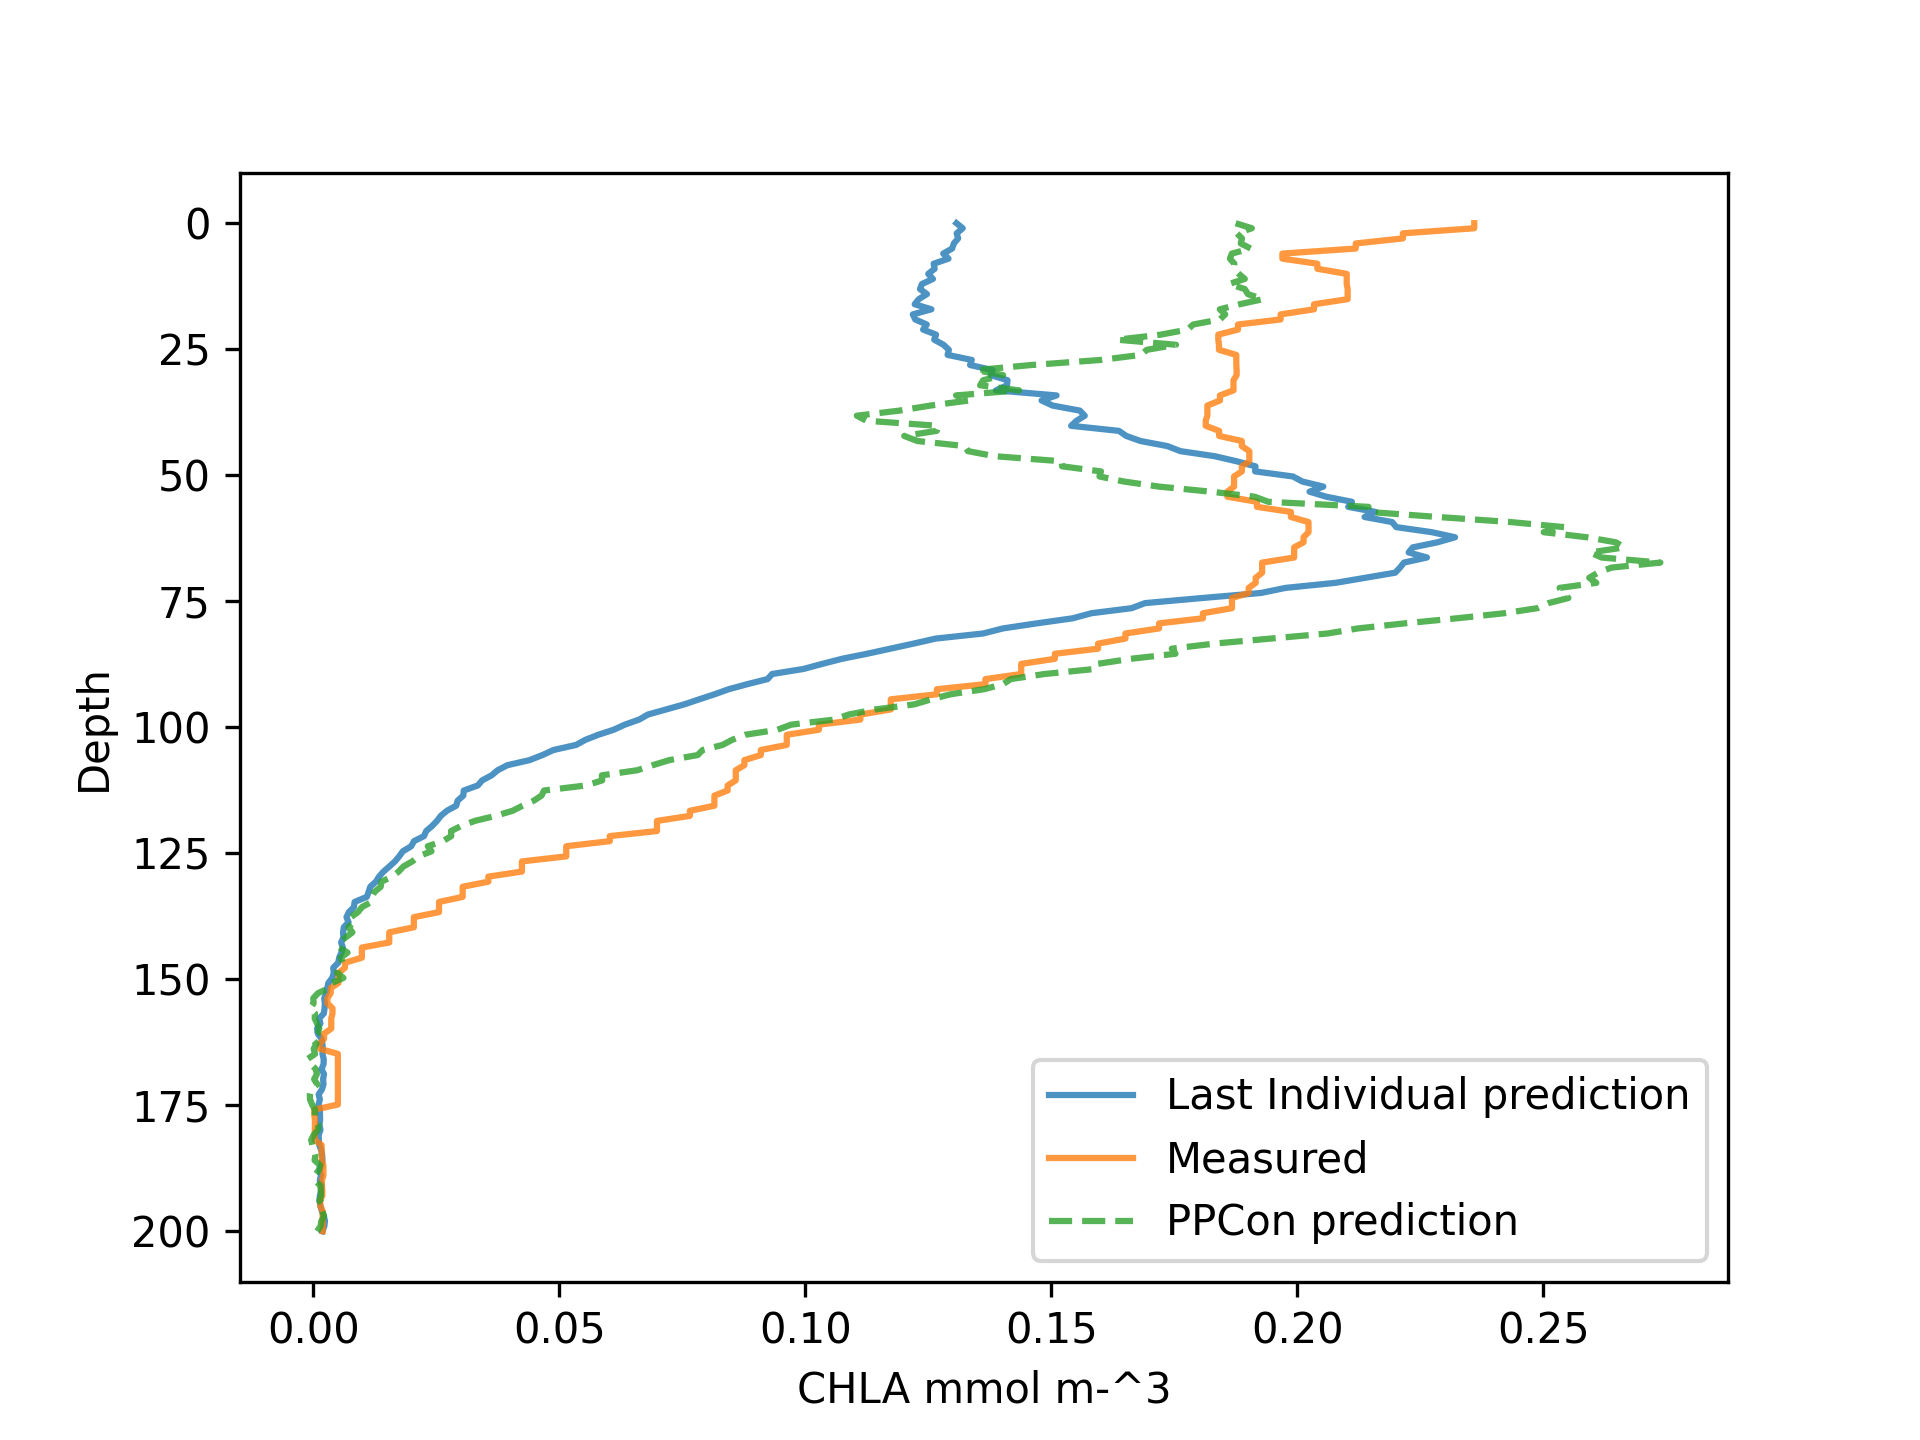 0
25
50
75
100
125
150
175
200
Depth
0.00 0.05 0.10 0.15 0.20 0.25
CHLA mmol m-^3
Last Individual prediction
Measured
PPCon prediction